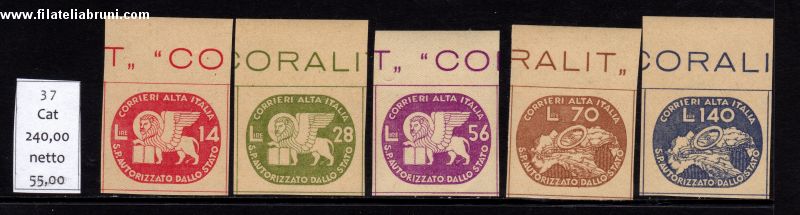 www.filateliabruni.com
37
Cat
240,00
netto
55,00
T„ “CO
CORRIERI ALTA ITALIA
LIRE 14
S.P. AUTORIZZATO DALLO STATO
CORALIT
CORRIERI ALTA ITALIA
LIRE 28
S.P. AUTORIZZATO DALLO STATO
T„ “COI
CORRIERI ALTA ITALIA
LIRE 56
S.P. AUTORIZZATO DALLO STATO
ORALIT„
CORRIERI ALTA ITALIA
L. 70
S.P. AUTORIZZATO DALLO STATO
CORALI
CORRIERI ALTA ITALIA
L. 140
S.P. AUTORIZZATO DALLO STATO